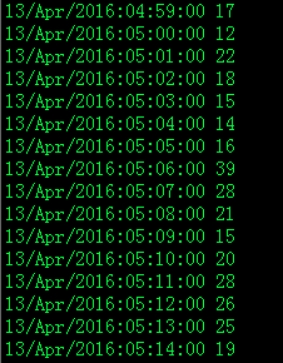 13/Apr/2016:04:59:00 17
13/Apr/2016:05:00:00 12
13/Apr/2016:05:01:00 22
13/Apr/2016:05:02:00 18
13/Apr/2016:05:03:00 15
13/Apr/2016:05:04:00 14
13/Apr/2016:05:05:00 16
13/Apr/2016:05:06:00 39
13/Apr/2016:05:07:00 28
13/Apr/2016:05:08:00 21
13/Apr/2016:05:09:00 15
13/Apr/2016:05:10:00 20
13/Apr/2016:05:11:00 28
13/Apr/2016:05:12:00 26
13/Apr/2016:05:13:00 25
13/Apr/2016:05:14:00 19